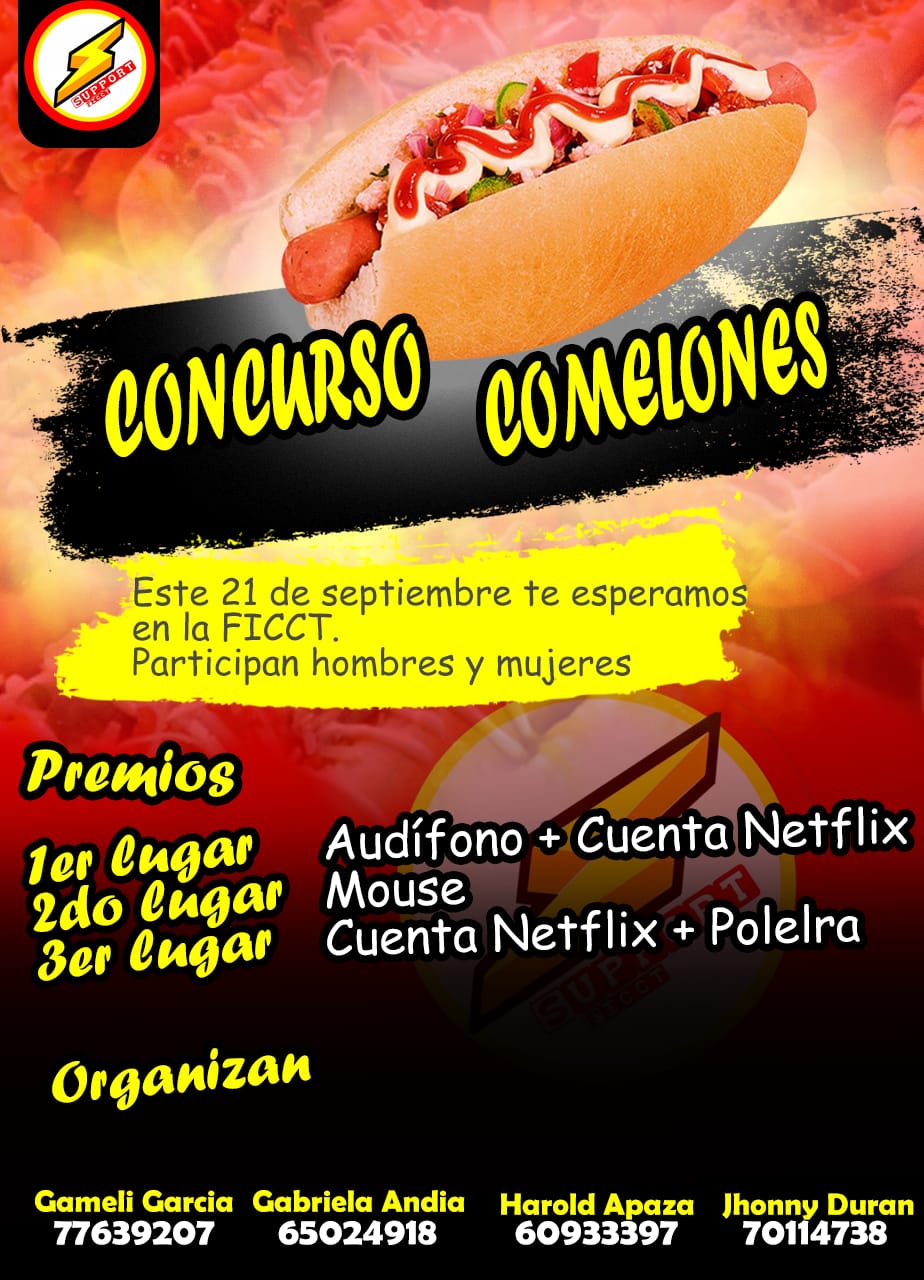 SUPPORT
FICCT
CONCURSO COMELONES
Este 21 de septiembre te esperamos
en la FICCT.
Participan hombres y mujeres
Premios
1er lugar Audífono + Cuenta Netflix
2do lugar Mouse
3er lugar Cuenta Netflix + Polelra
SUPPORT
FICCT
Organizan
Gameli Garcia Gabriela Andia Harold Apaza Jhonny Duran
77639207 65024918 60933397 70114738